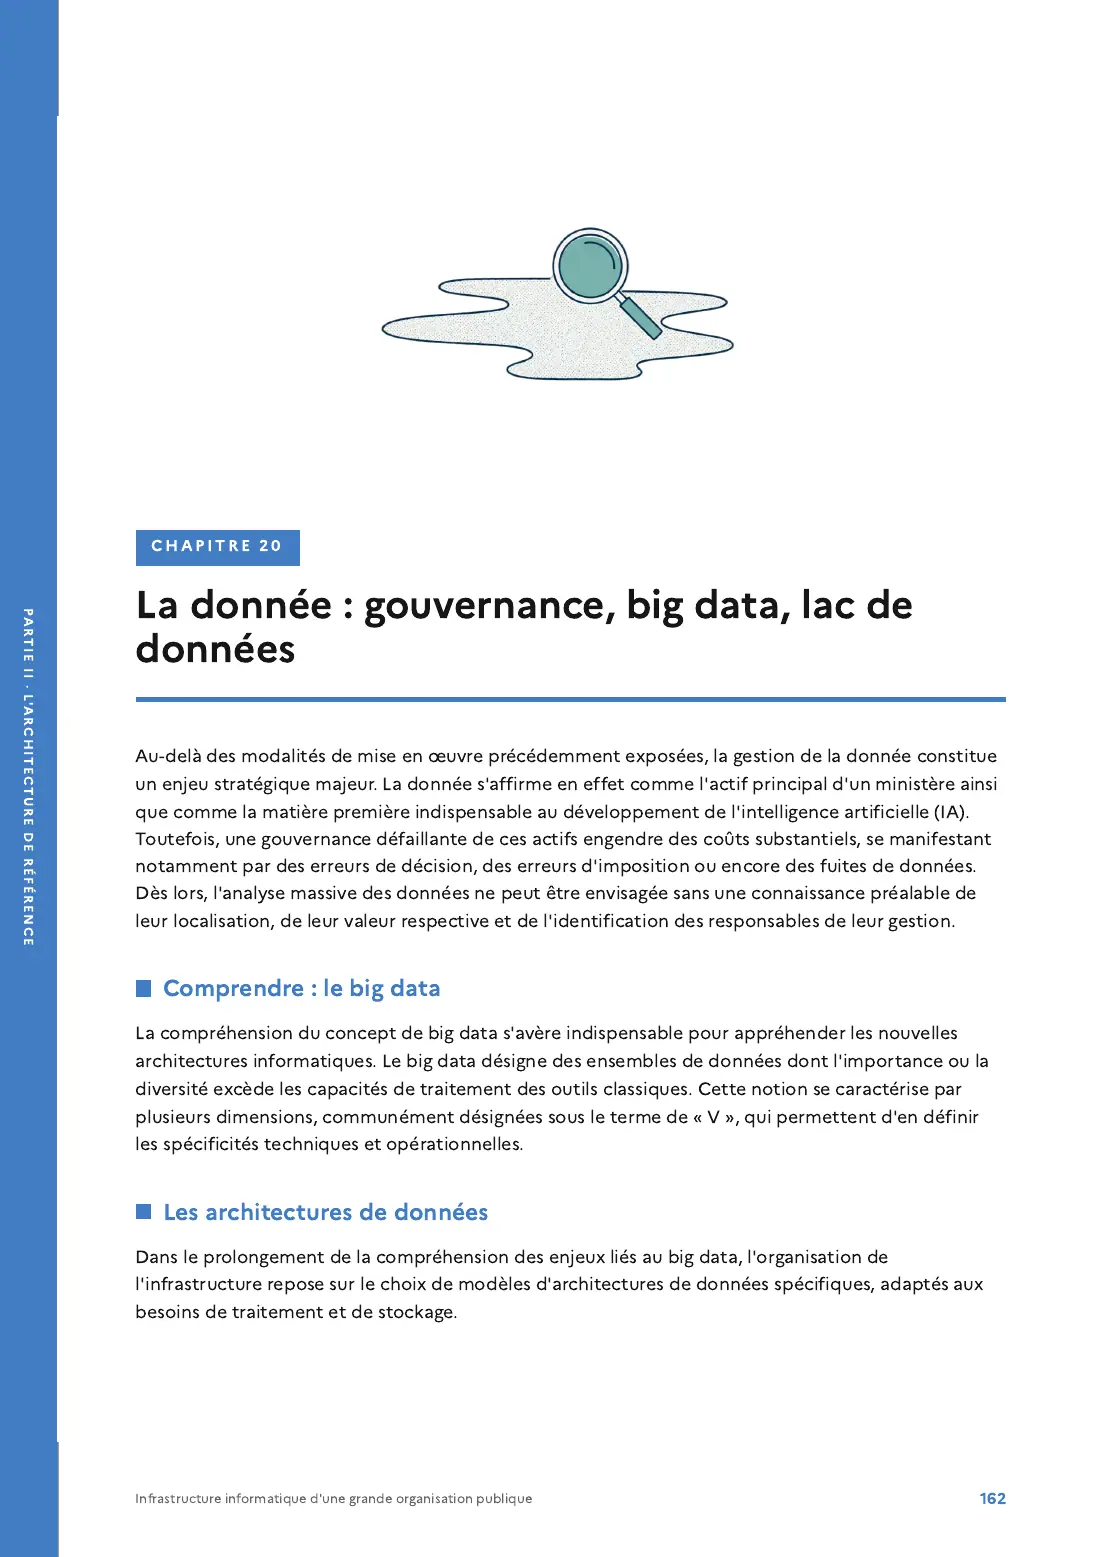 PARTIE II · L'ARCHITECTURE DE RÉFÉRENCE
CHAPITRE 20
La donnée : gouvernance, big data, lac de
données
Au-delà des modalités de mise en œuvre précédemment exposées, la gestion de la donnée constitue
un enjeu stratégique majeur. La donnée s'affirme en effet comme l'actif principal d'un ministère ainsi
que comme la matière première indispensable au développement de l'intelligence artificielle (IA).
Toutefois, une gouvernance défaillante de ces actifs engendre des coûts substantiels, se manifestant
notamment par des erreurs de décision, des erreurs d'imposition ou encore des fuites de données.
Dès lors, l'analyse massive des données ne peut être envisagée sans une connaissance préalable de
leur localisation, de leur valeur respective et de l'identification des responsables de leur gestion.
Comprendre : le big data
La compréhension du concept de big data s'avère indispensable pour appréhender les nouvelles
architectures informatiques. Le big data désigne des ensembles de données dont l'importance ou la
diversité excède les capacités de traitement des outils classiques. Cette notion se caractérise par
plusieurs dimensions, communément désignées sous le terme de « V », qui permettent d'en définir
les spécificités techniques et opérationnelles.
Les architectures de données
Dans le prolongement de la compréhension des enjeux liés au big data, l'organisation de
l'infrastructure repose sur le choix de modèles d'architectures de données spécifiques, adaptés aux
besoins de traitement et de stockage.
Infrastructure informatique d'une grande organisation publique
162